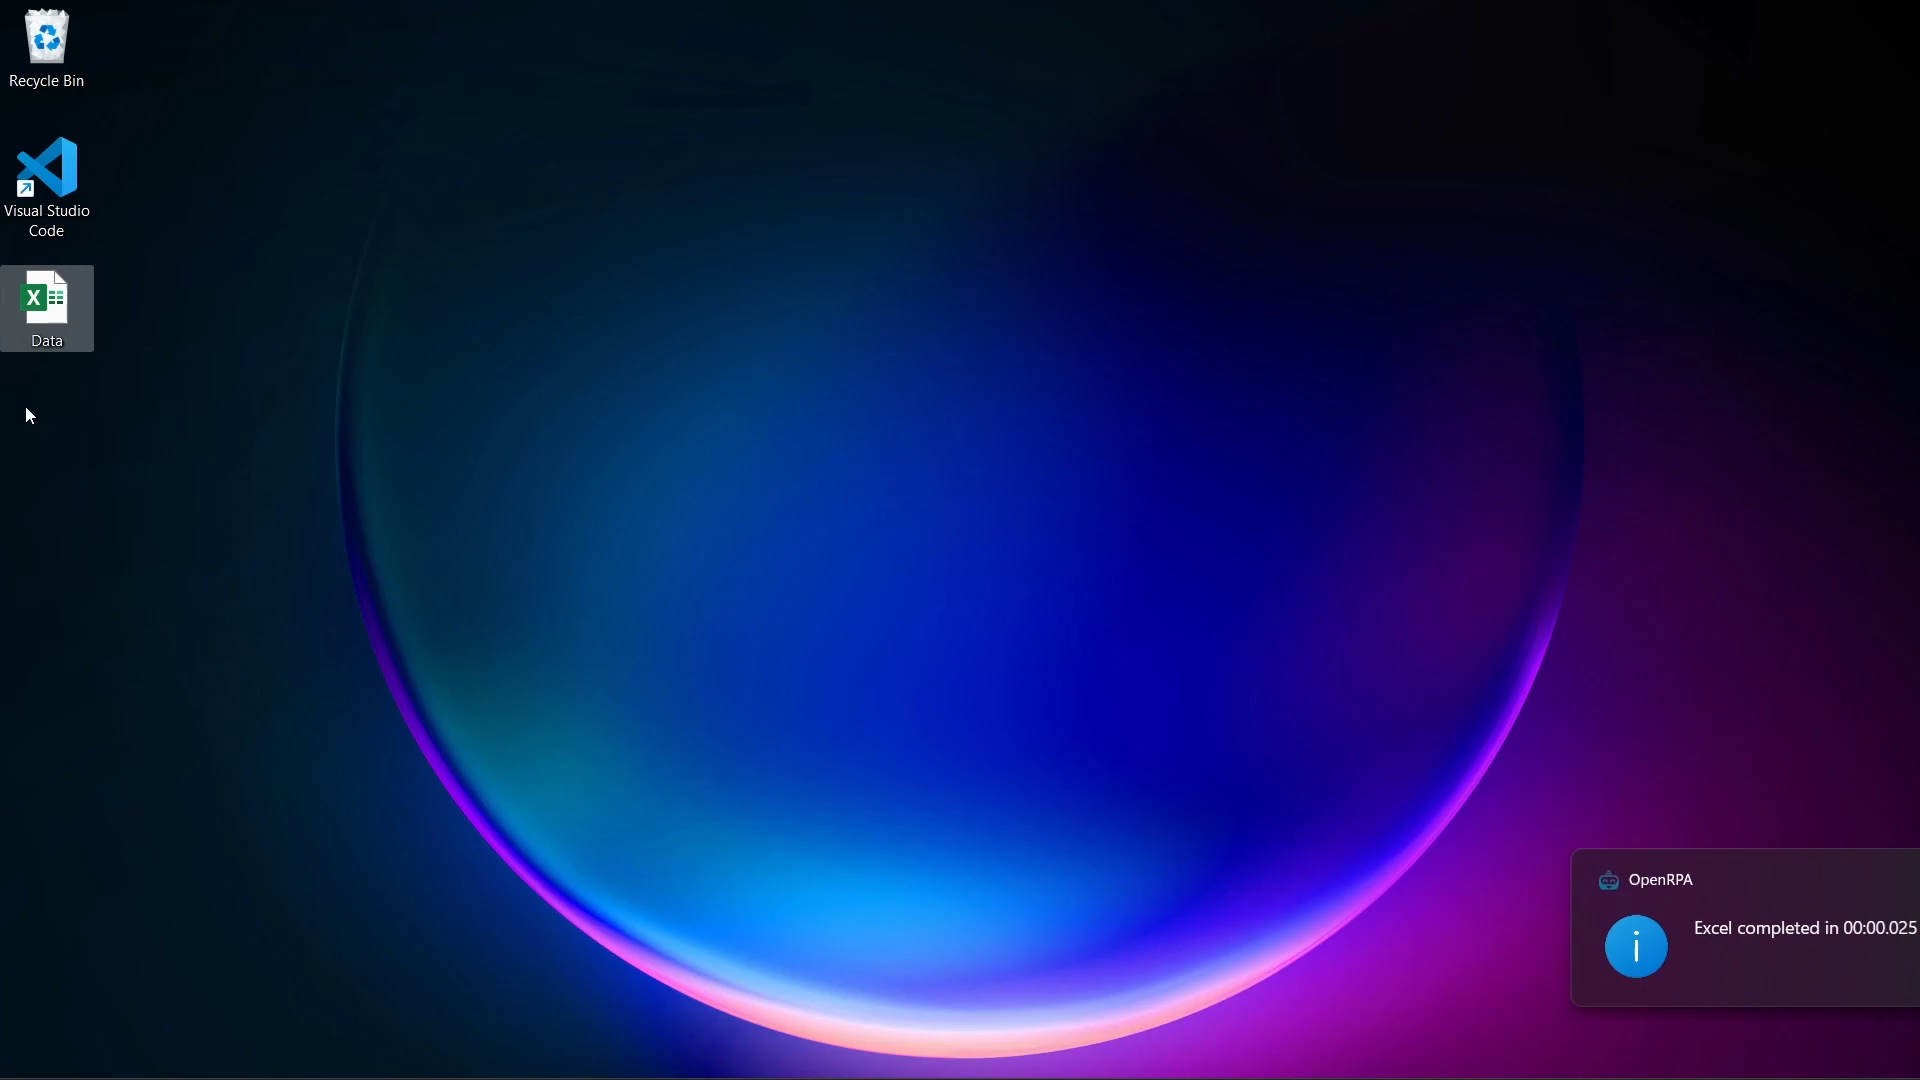 Recycle Bin
Visual Studio
Code
X
Data
OpenRPA
Excel completed in 00:00.025